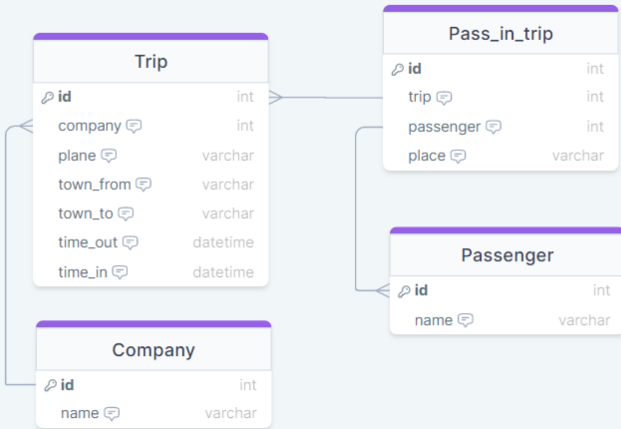 Trip
id int
company int
plane varchar
town_from varchar
town_to varchar
time_out datetime
time_in datetime
Pass_in_trip
id int
trip int
passenger int
place varchar
Passenger
id int
name varchar
Company
id int
name varchar